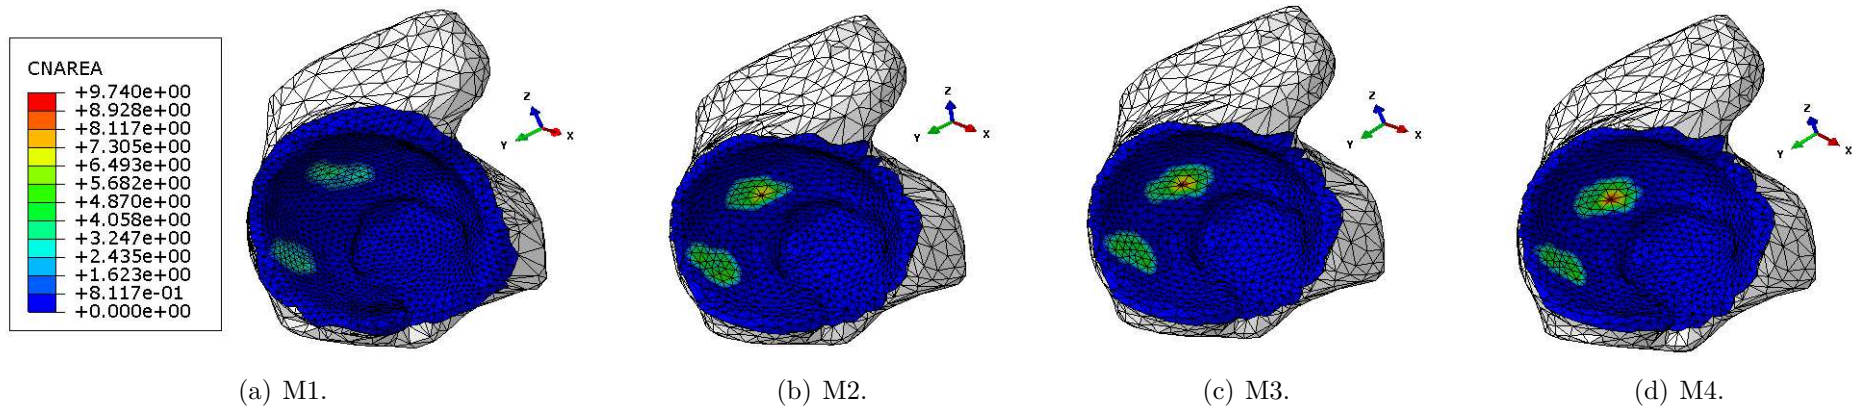 CNAREA
+9.740e+00
+8.928e+00
+8.117e+00
+7.305e+00
+6.493e+00
+5.682e+00
+4.870e+00
+4.058e+00
+3.247e+00
+2.435e+00
+1.623e+00
+8.117e-01
+0.000e+00
Z
Y
X
Z
Y
X
Z
Y
X
Z
Y
X
(a) M1.
(b) M2.
(c) M3.
(d) M4.